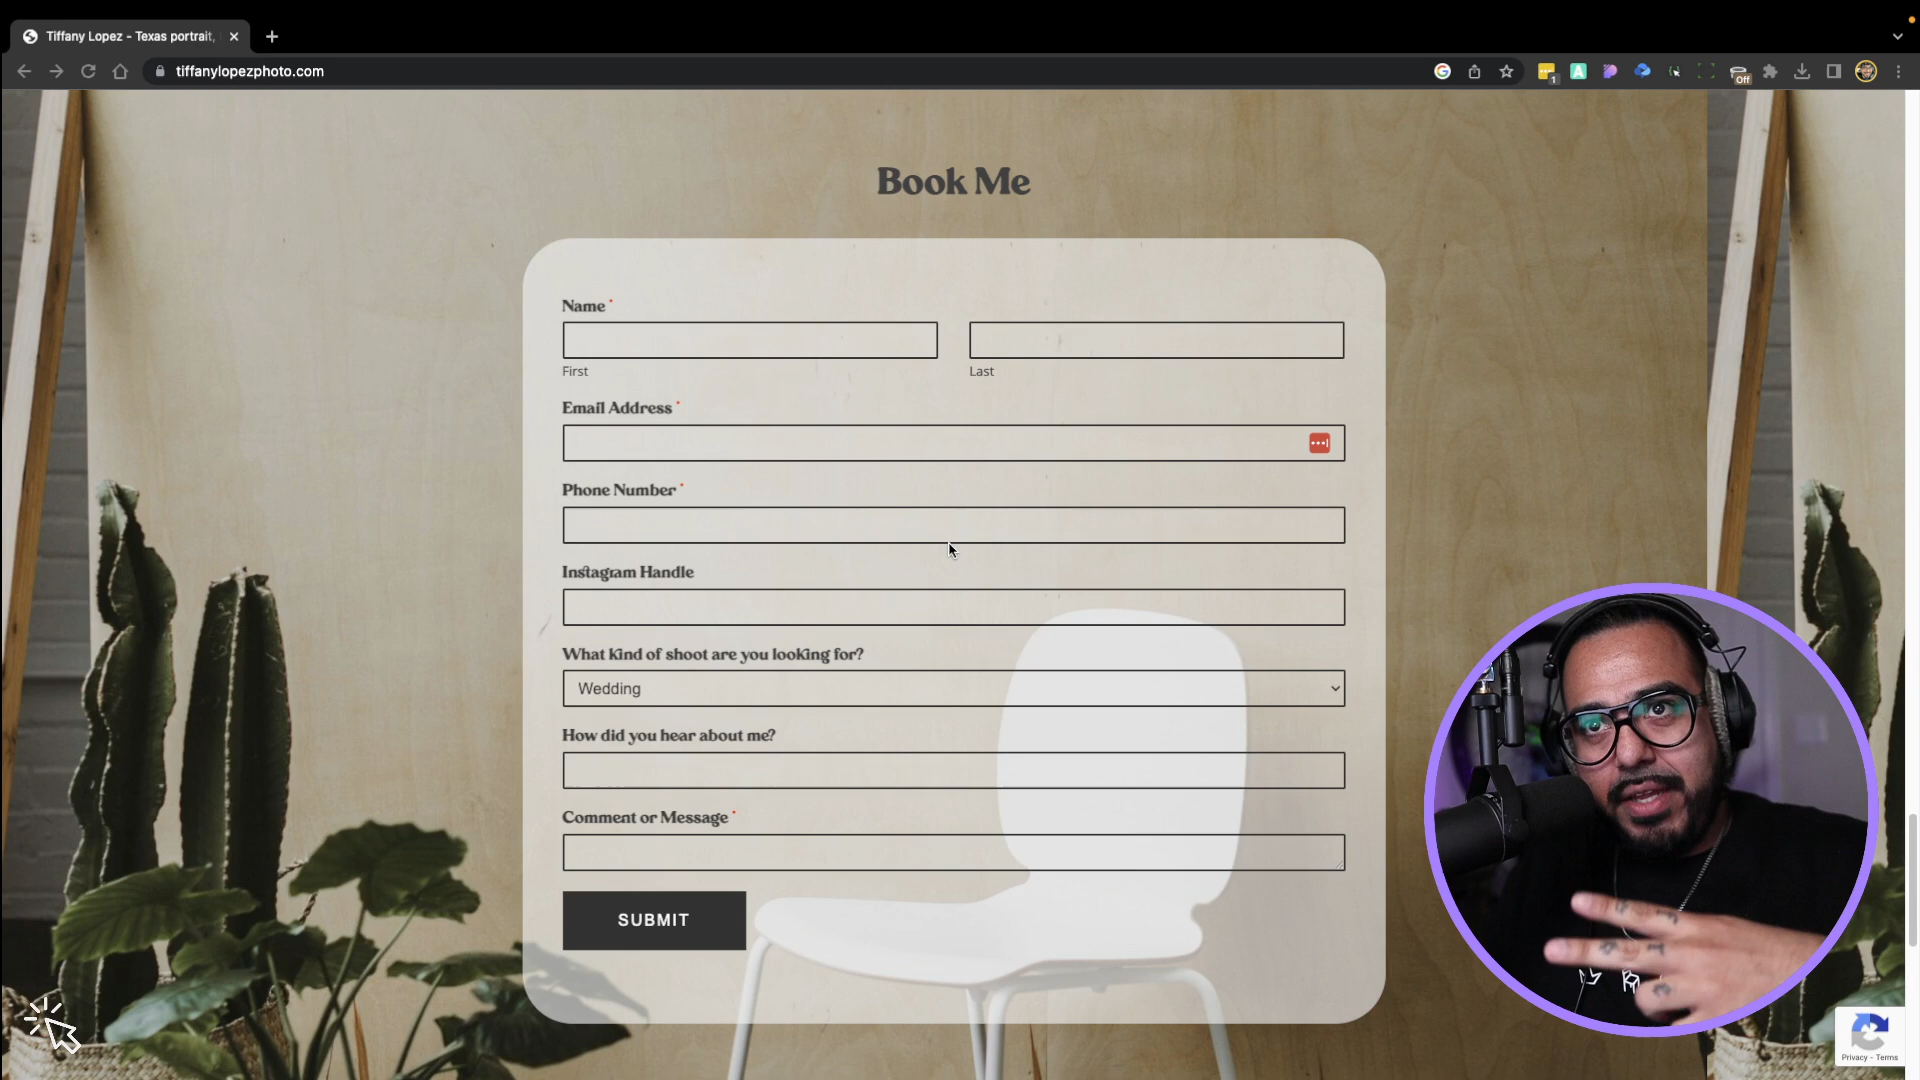 Tiffany Lopez - Texas portrait,
tiffanylopezphoto.com
1
Off
Book Me
Name *
First
Last
Email Address *
Phone Number *
Instagram Handle
What kind of shoot are you looking for?
Wedding
How did you hear about me?
Comment or Message *
SUBMIT
Privacy - Terms